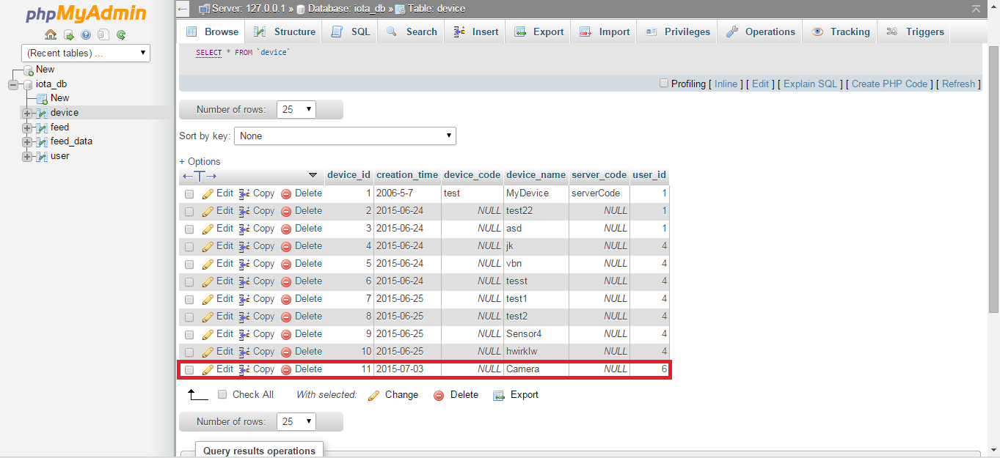 phpMyAdmin
(Recent tables) ...
New
iota_db
New
device
feed
feed_data
user
Server: 127.0.0.1 » Database: iota_db » Table: device
Browse Structure SQL Search Insert Export Import Privileges Operations Tracking Triggers
SELECT * FROM `device`
Profiling [ Inline ] [ Edit ] [ Explain SQL ] [ Create PHP Code ] [ Refresh ]
Number of rows: 25
Sort by key: None
+ Options
device_id creation_time device_code device_name server_code user_id
Edit Copy Delete 1 2006-5-7 test MyDevice serverCode 1
Edit Copy Delete 2 2015-06-24 NULL test22 NULL 1
Edit Copy Delete 3 2015-06-24 NULL asd NULL 1
Edit Copy Delete 4 2015-06-24 NULL jk NULL 4
Edit Copy Delete 5 2015-06-24 NULL vbn NULL 4
Edit Copy Delete 6 2015-06-24 NULL tesst NULL 4
Edit Copy Delete 7 2015-06-25 NULL test1 NULL 4
Edit Copy Delete 8 2015-06-25 NULL test2 NULL 4
Edit Copy Delete 9 2015-06-25 NULL Sensor4 NULL 4
Edit Copy Delete 10 2015-06-25 NULL hwirklw NULL 4
Edit Copy Delete 11 2015-07-03 NULL Camera NULL 6
Check All With selected: Change Delete Export
Number of rows: 25
Query results operations